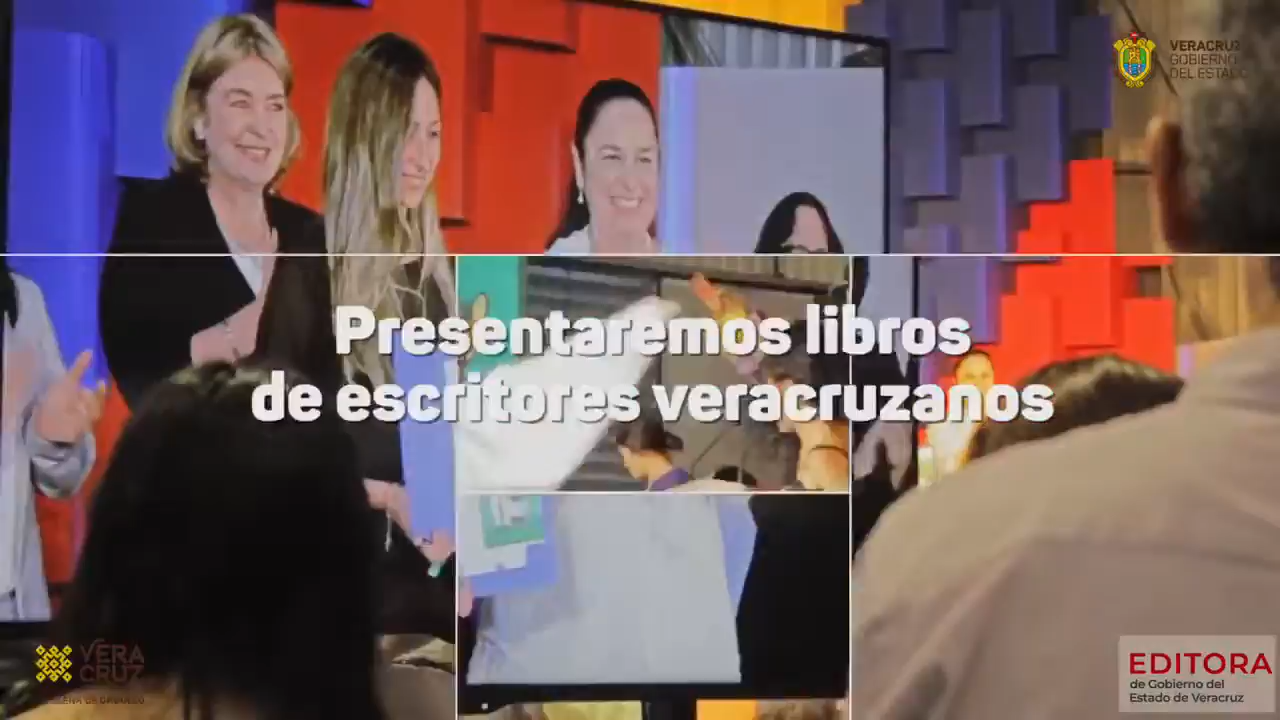 VERACRUZ
GOBIERNO
DEL ESTADO
Presentaremos libros
de escritores veracruzanos
VERA
CRUZ
EDITORA
de Gobierno del
Estado de Veracruz